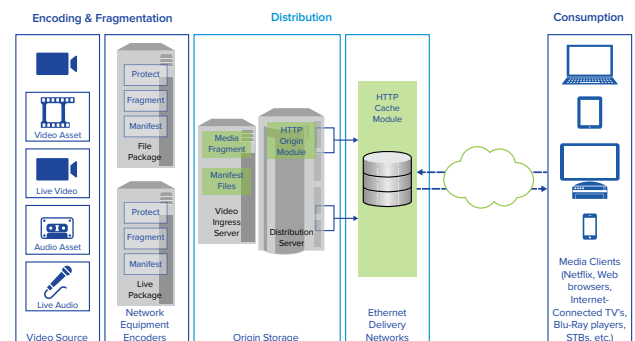 Encoding & Fragmentation
Distribution
Consumption
Video Asset
Live Video
Audio Asset
Live Audio
Video Source
Protect
Fragment
Manifest
File
Package
Protect
Fragment
Manifest
Live
Package
Network
Equipment
Encoders
Media
Fragment
Manifest
Files
Video
Ingress
Server
HTTP
Origin
Module
Distribution
Server
Origin Storage
HTTP
Cache
Module
Ethernet
Delivery
Networks
Media Clients
(Netflix, Web
browsers,
Internet-
Connected TV's,
Blu-Ray players,
STBs, etc.)